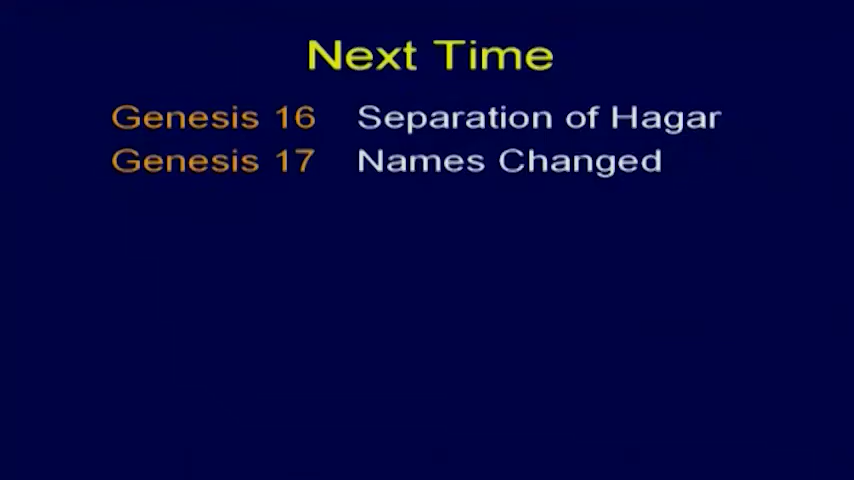 Next Time
Genesis 16 Separation of Hagar
Genesis 17 Names Changed